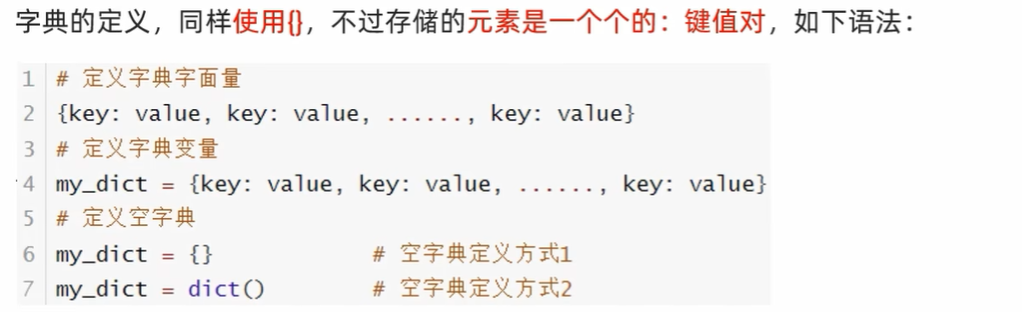 字典的定义，同样使用{}，不过存储的元素是一个个的：键值对，如下语法：
1 # 定义字典字面量
2 {key: value, key: value, ......, key: value}
3 # 定义字典变量
4 my_dict = {key: value, key: value, ......, key: value}
5 # 定义空字典
6 my_dict = {} # 空字典定义方式1
7 my_dict = dict() # 空字典定义方式2